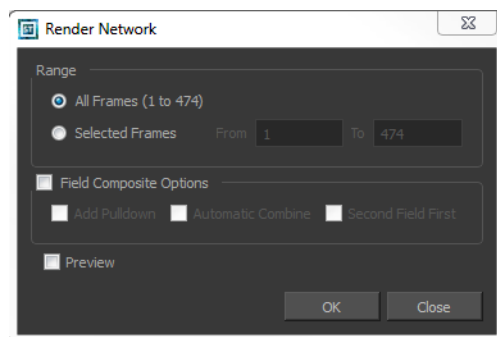 Render Network
Range
All Frames (1 to 474)
Selected Frames From 1 To 474
Field Composite Options
Add Pulldown Automatic Combine Second Field First
Preview
OK Close